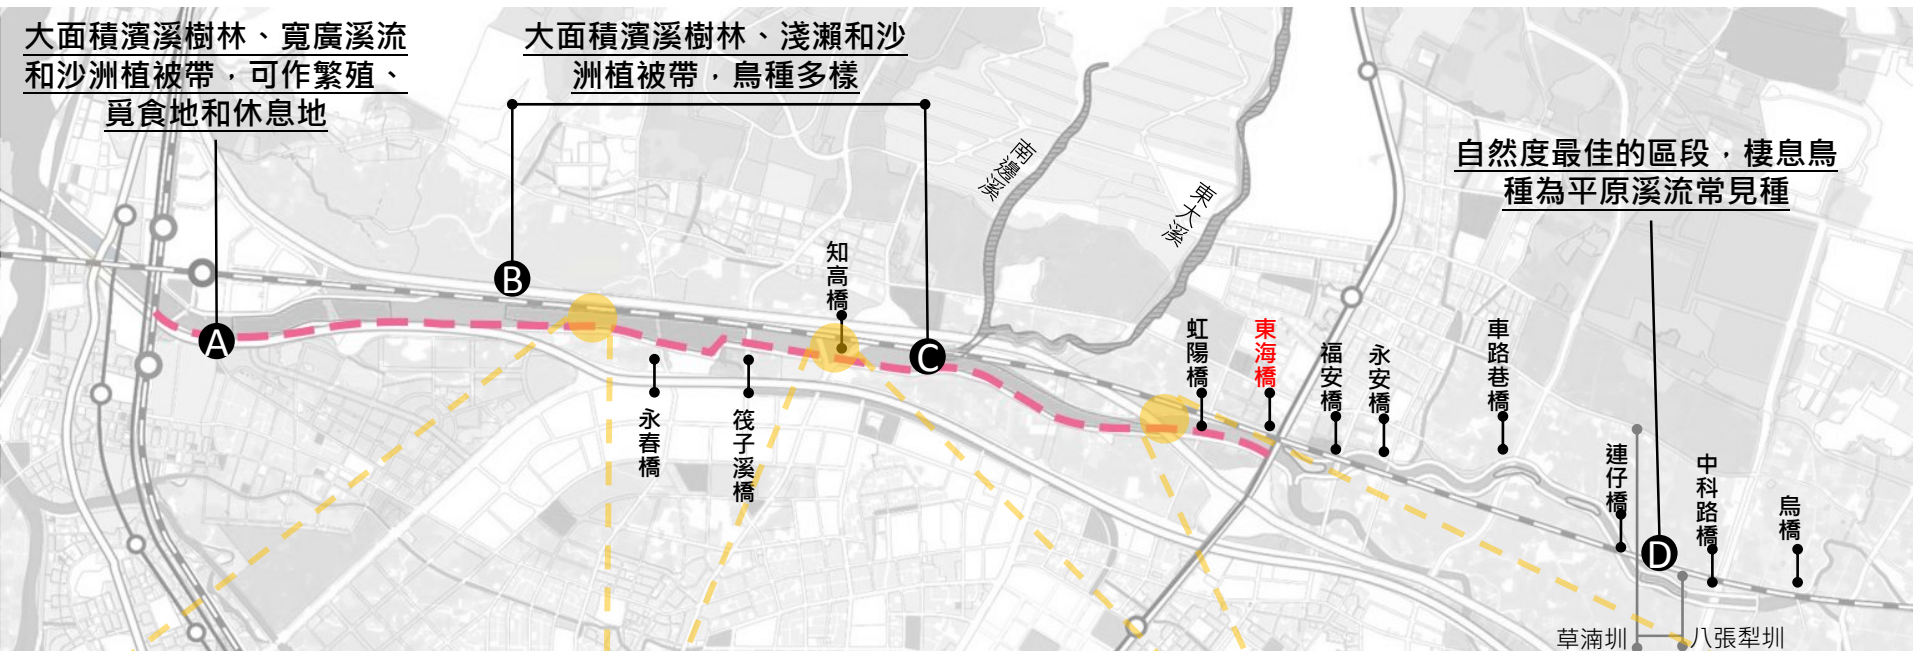 大面積濱溪樹林、寬廣溪流
和沙洲植被帶，可作繁殖、
覓食地和休息地
大面積濱溪樹林、淺瀨和沙
洲植被帶，鳥種多樣
自然度最佳的區段，棲息鳥
種為平原溪流常見種
南邊溪
東大溪
A
B
C
D
知高橋
永春橋
筏子溪橋
虹陽橋
東海橋
福安橋
永安橋
車路巷橋
連仔橋
中科路橋
烏橋
草湳圳
八張犁圳